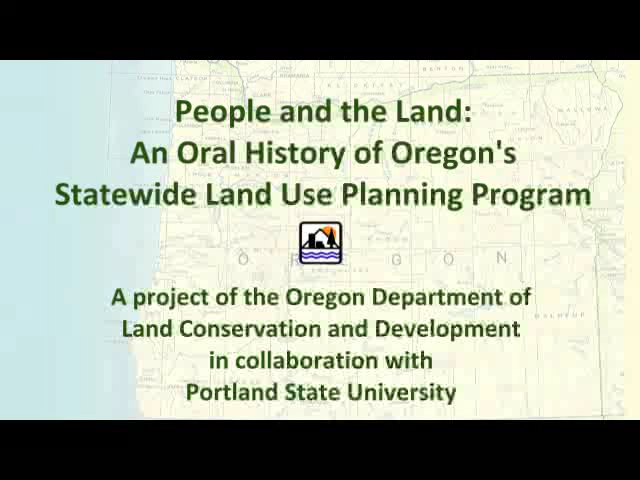 People and the Land:
An Oral History of Oregon's
Statewide Land Use Planning Program
O R E G O N
A project of the Oregon Department of
Land Conservation and Development
in collaboration with
Portland State University